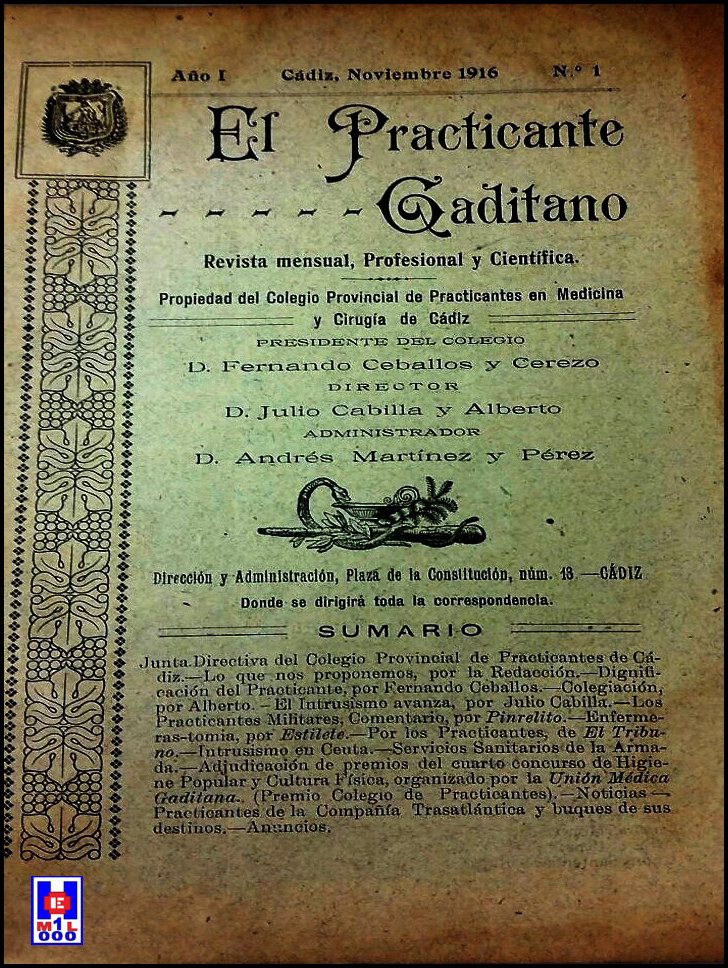 Año I Cádiz, Noviembre 1916 N.º 1
El Practicante
Gaditano
Revista mensual, Profesional y Científica.
Propiedad del Colegio Provincial de Practicantes en Medicina
y Cirugía de Cádiz
PRESIDENTE DEL COLEGIO
D. Fernando Ceballos y Cerezo
DIRECTOR
D. Julio Cabilla y Alberto
ADMINISTRADOR
D. Andrés Martínez y Pérez
Dirección y Administración, Plaza de la Constitución, núm. 13.—CÁDIZ
Donde se dirigirá toda la correspondencia.
SUMARIO
Junta Directiva del Colegio Provincial de Practicantes de Cá-
diz.—Lo que nos proponemos, por la Redacción.—Dignifi-
cación del Practicante, por Fernando Ceballos.—Colegiación,
por Alberto.—El Intrusismo avanza, por Julio Cabilla.—Los
Practicantes Militares, Comentario, por Pinrelito.—Enferme-
ras-tomia, por Estilete.—Por los Practicantes, de El Tribu-
no.—Intrusismo en Ceuta.—Servicios Sanitarios de la Arma-
da.—Adjudicación de premios del cuarto concurso de Higie-
ne Popular y Cultura Física, organizado por la Unión Médica
Gaditana. (Premio Colegio de Practicantes).—Noticias—
Practicantes de la Compañía Trasatlántica y buques de sus
destinos.—Anuncios.
E
M1L
000